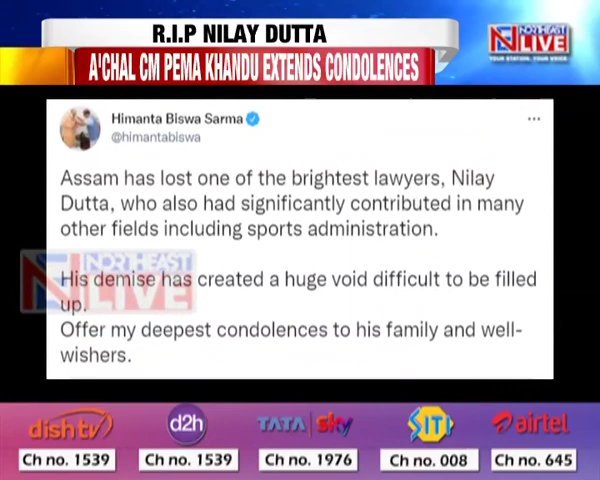 R.I.P NILAY DUTTA
A'CHAL CM PEMA KHANDU EXTENDS CONDOLENCES
NORTHEAST
LIVE
YOUR STATION. YOUR VOICE
Himanta Biswa Sarma
@himantabiswa
Assam has lost one of the brightest lawyers, Nilay
Dutta, who also had significantly contributed in many
other fields including sports administration.
His demise has created a huge void difficult to be filled
up.
Offer my deepest condolences to his family and well-
wishers.
NORTHEAST
LIVE
dishtv d2h TATA sky SITI airtel
Ch no. 1539 Ch no. 1539 Ch no. 1976 Ch no. 008 Ch no. 645